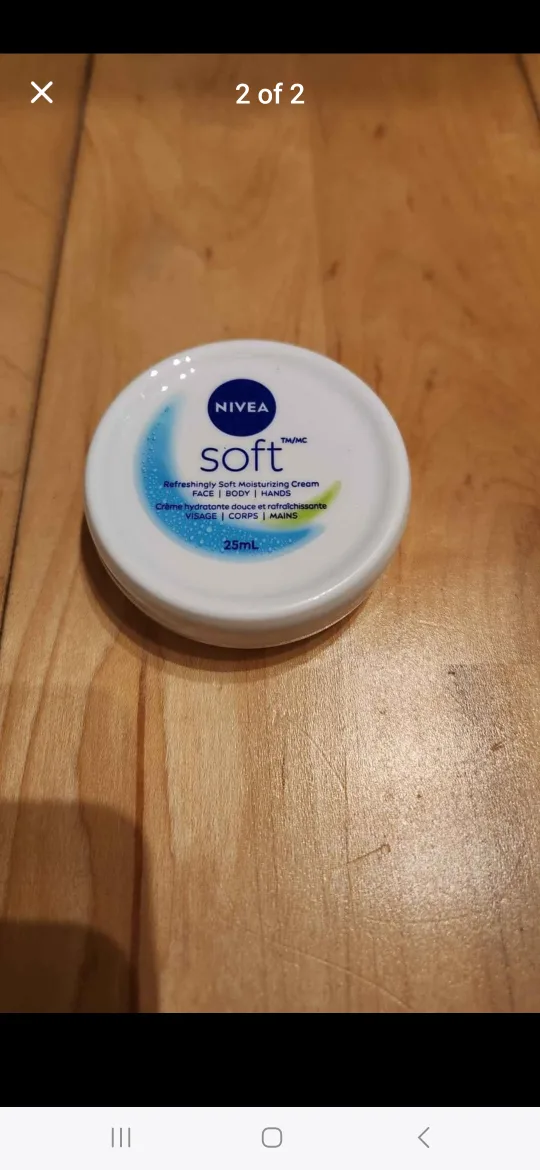 2 of 2
NIVEA
soft TM/MC
Refreshingly Soft Moisturizing Cream
FACE | BODY | HANDS
Crème hydratante douce et rafraîchissante
VISAGE | CORPS | MAINS
25mL